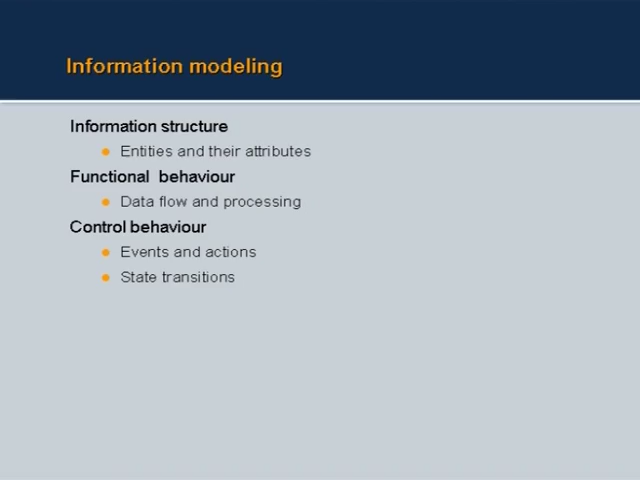 Information modeling
Information structure
Entities and their attributes
Functional behaviour
Data flow and processing
Control behaviour
Events and actions
State transitions